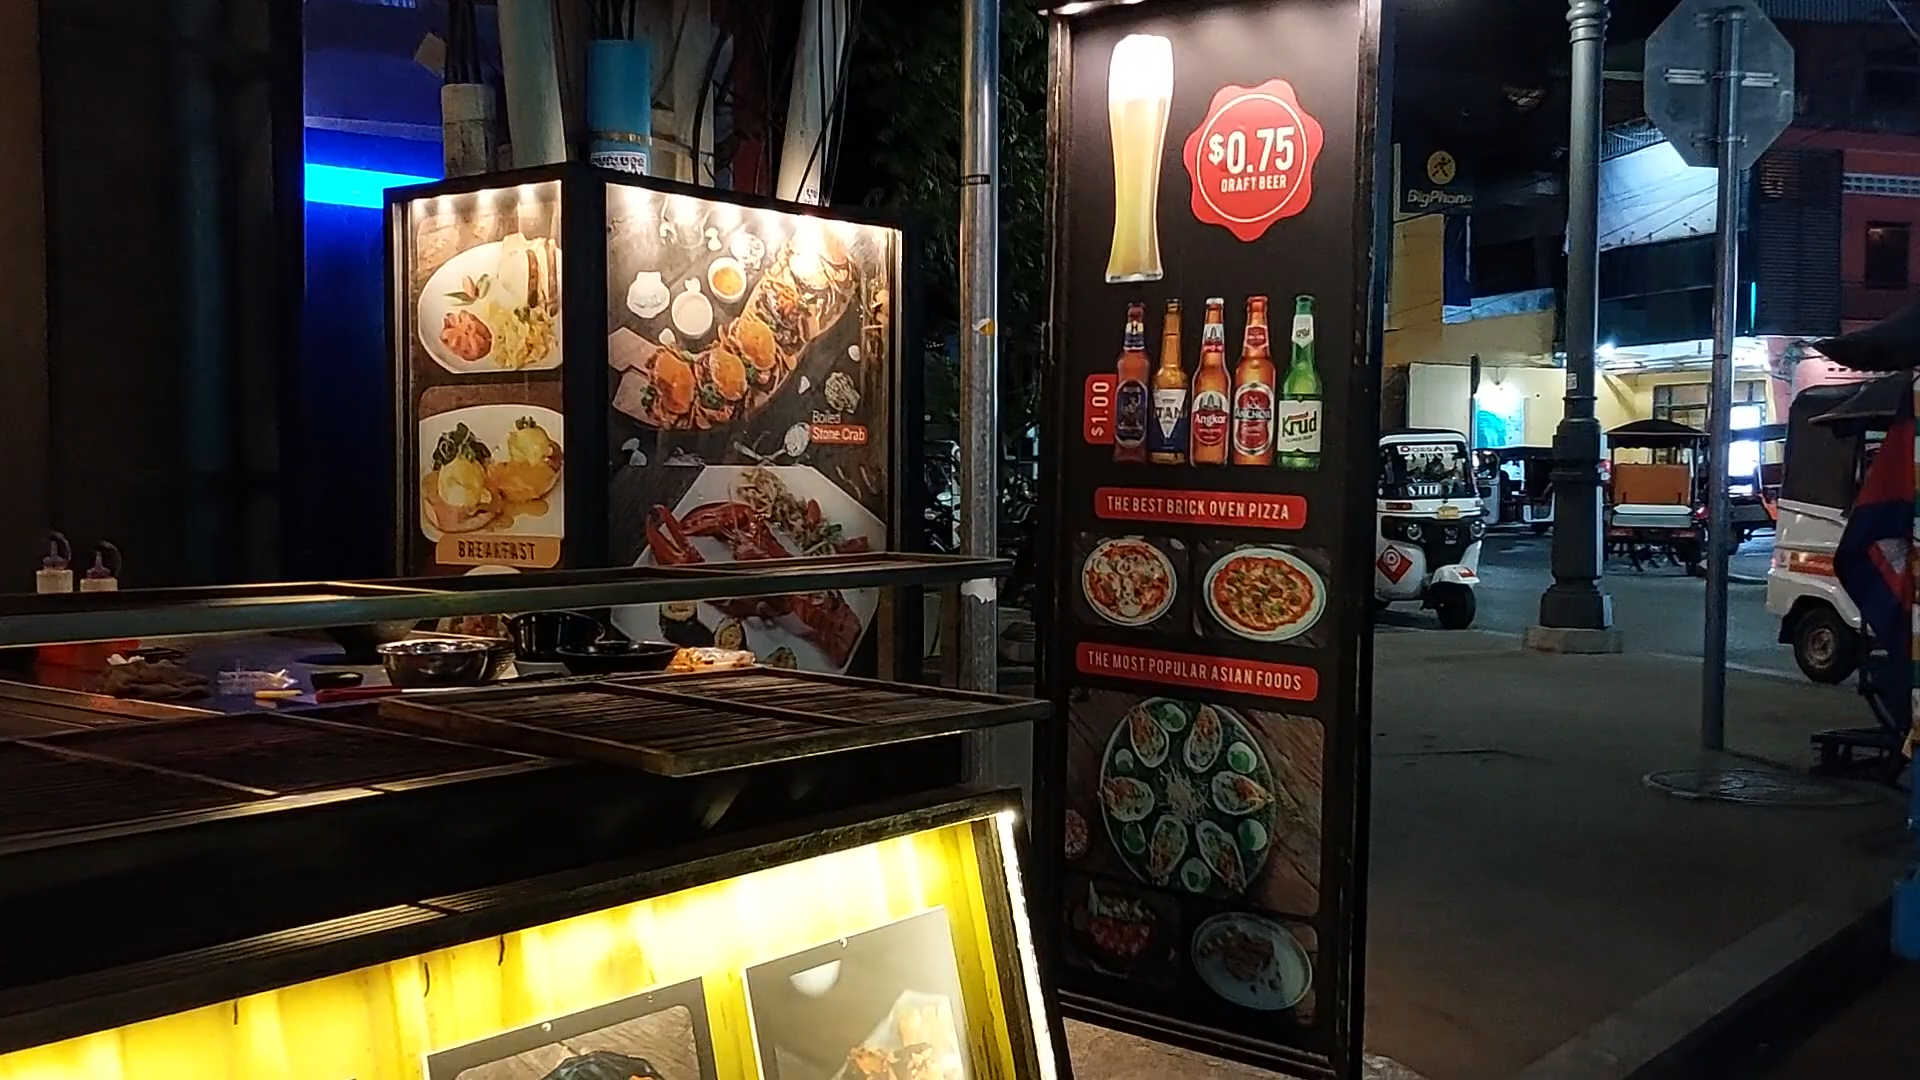 BREAKFAST
Boiled
Stone Crab
$0.75
DRAFT BEER
$1.00
Angkor
ANCHOR
Krud
THE BEST BRICK OVEN PIZZA
THE MOST POPULAR ASIAN FOODS
BigPhone